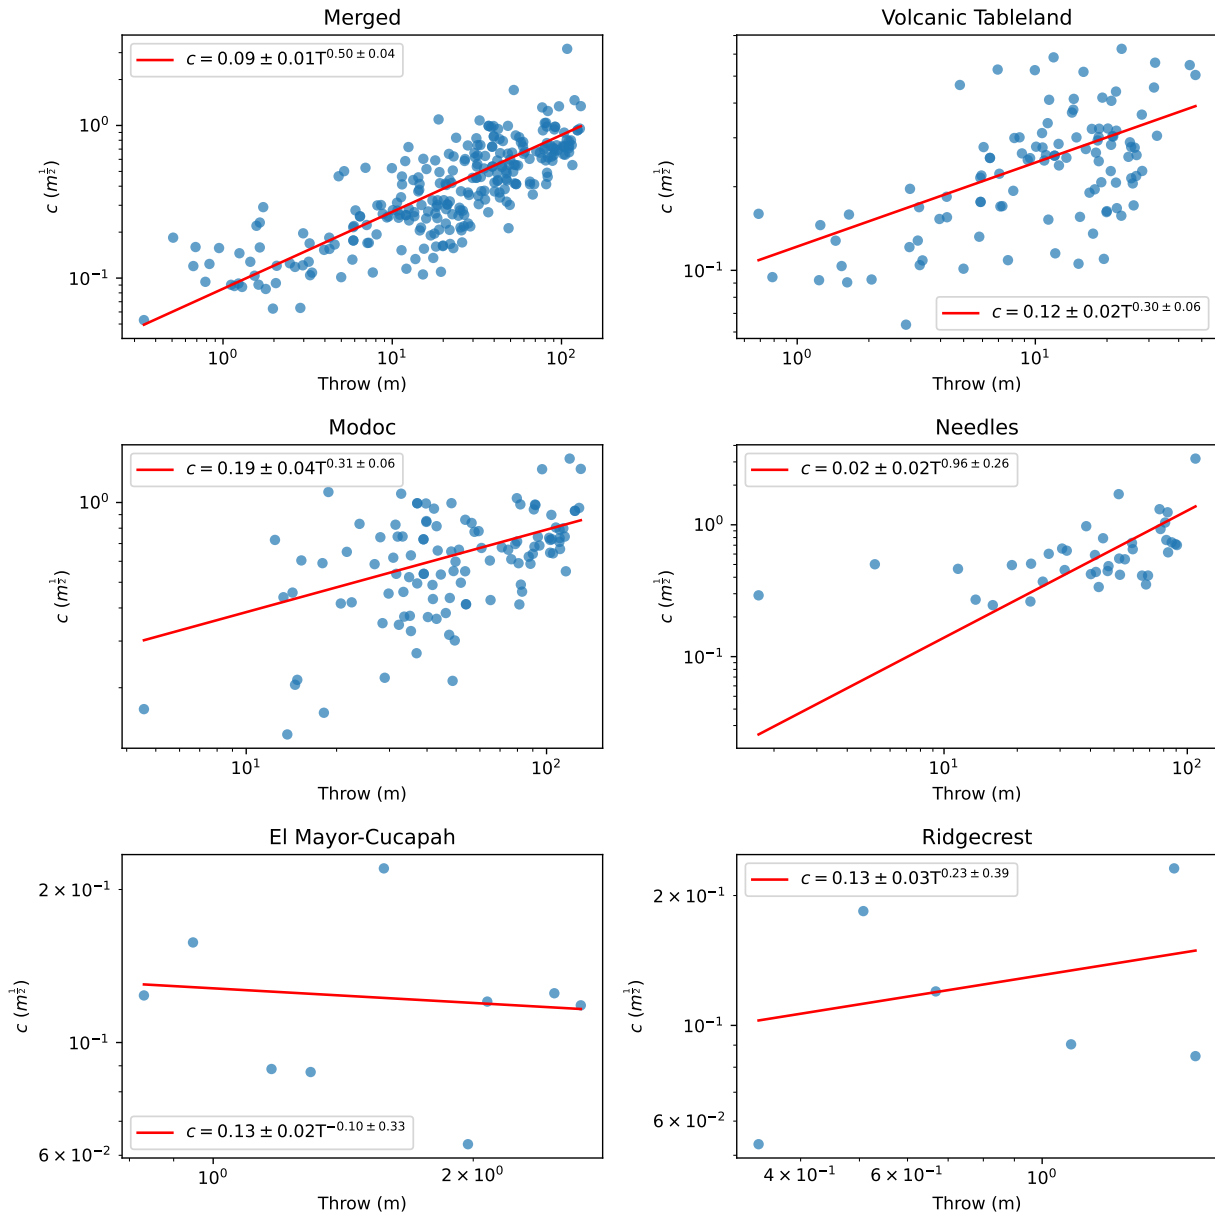 Merged
c = 0.09 ± 0.01T^{0.50 ± 0.04}
10^0
10^{-1}
c (m^{1/2})
10^0
10^1
10^2
Throw (m)
Volcanic Tableland
c = 0.12 ± 0.02T^{0.30 ± 0.06}
10^{-1}
c (m^{1/2})
10^0
10^1
Throw (m)
Modoc
c = 0.19 ± 0.04T^{0.31 ± 0.06}
10^0
c (m^{1/2})
10^1
10^2
Throw (m)
Needles
c = 0.02 ± 0.02T^{0.96 ± 0.26}
10^0
10^{-1}
c (m^{1/2})
10^1
10^2
Throw (m)
El Mayor-Cucapah
2 × 10^{-1}
10^{-1}
6 × 10^{-2}
c (m^{1/2})
c = 0.13 ± 0.02T^{−0.10 ± 0.33}
10^0
2 × 10^0
Throw (m)
Ridgecrest
c = 0.13 ± 0.03T^{0.23 ± 0.39}
2 × 10^{-1}
10^{-1}
6 × 10^{-2}
c (m^{1/2})
4 × 10^{-1}
6 × 10^{-1}
10^0
Throw (m)